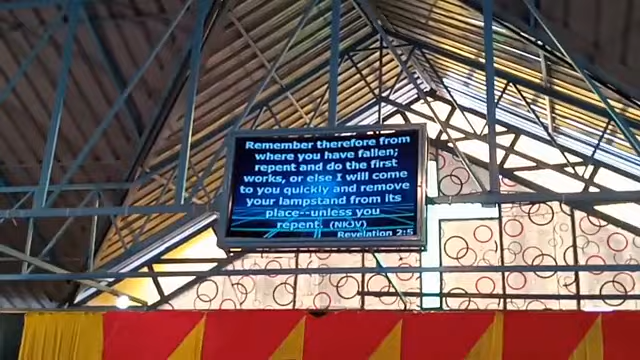 Remember therefore from
where you have fallen;
repent and do the first
works, or else I will come
to you quickly and remove
your lampstand from its
place--unless you
repent. (NKJV)
Revelation 2:5